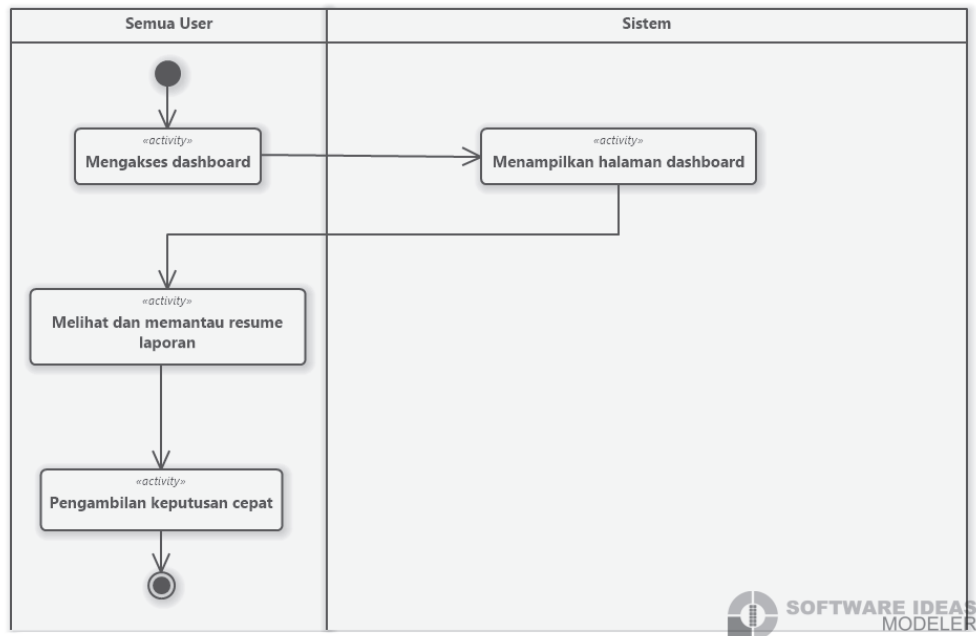 Semua User
Sistem
«activity»
Mengakses dashboard
«activity»
Menampilkan halaman dashboard
«activity»
Melihat dan memantau resume
laporan
«activity»
Pengambilan keputusan cepat
SOFTWARE IDEAS
MODELER